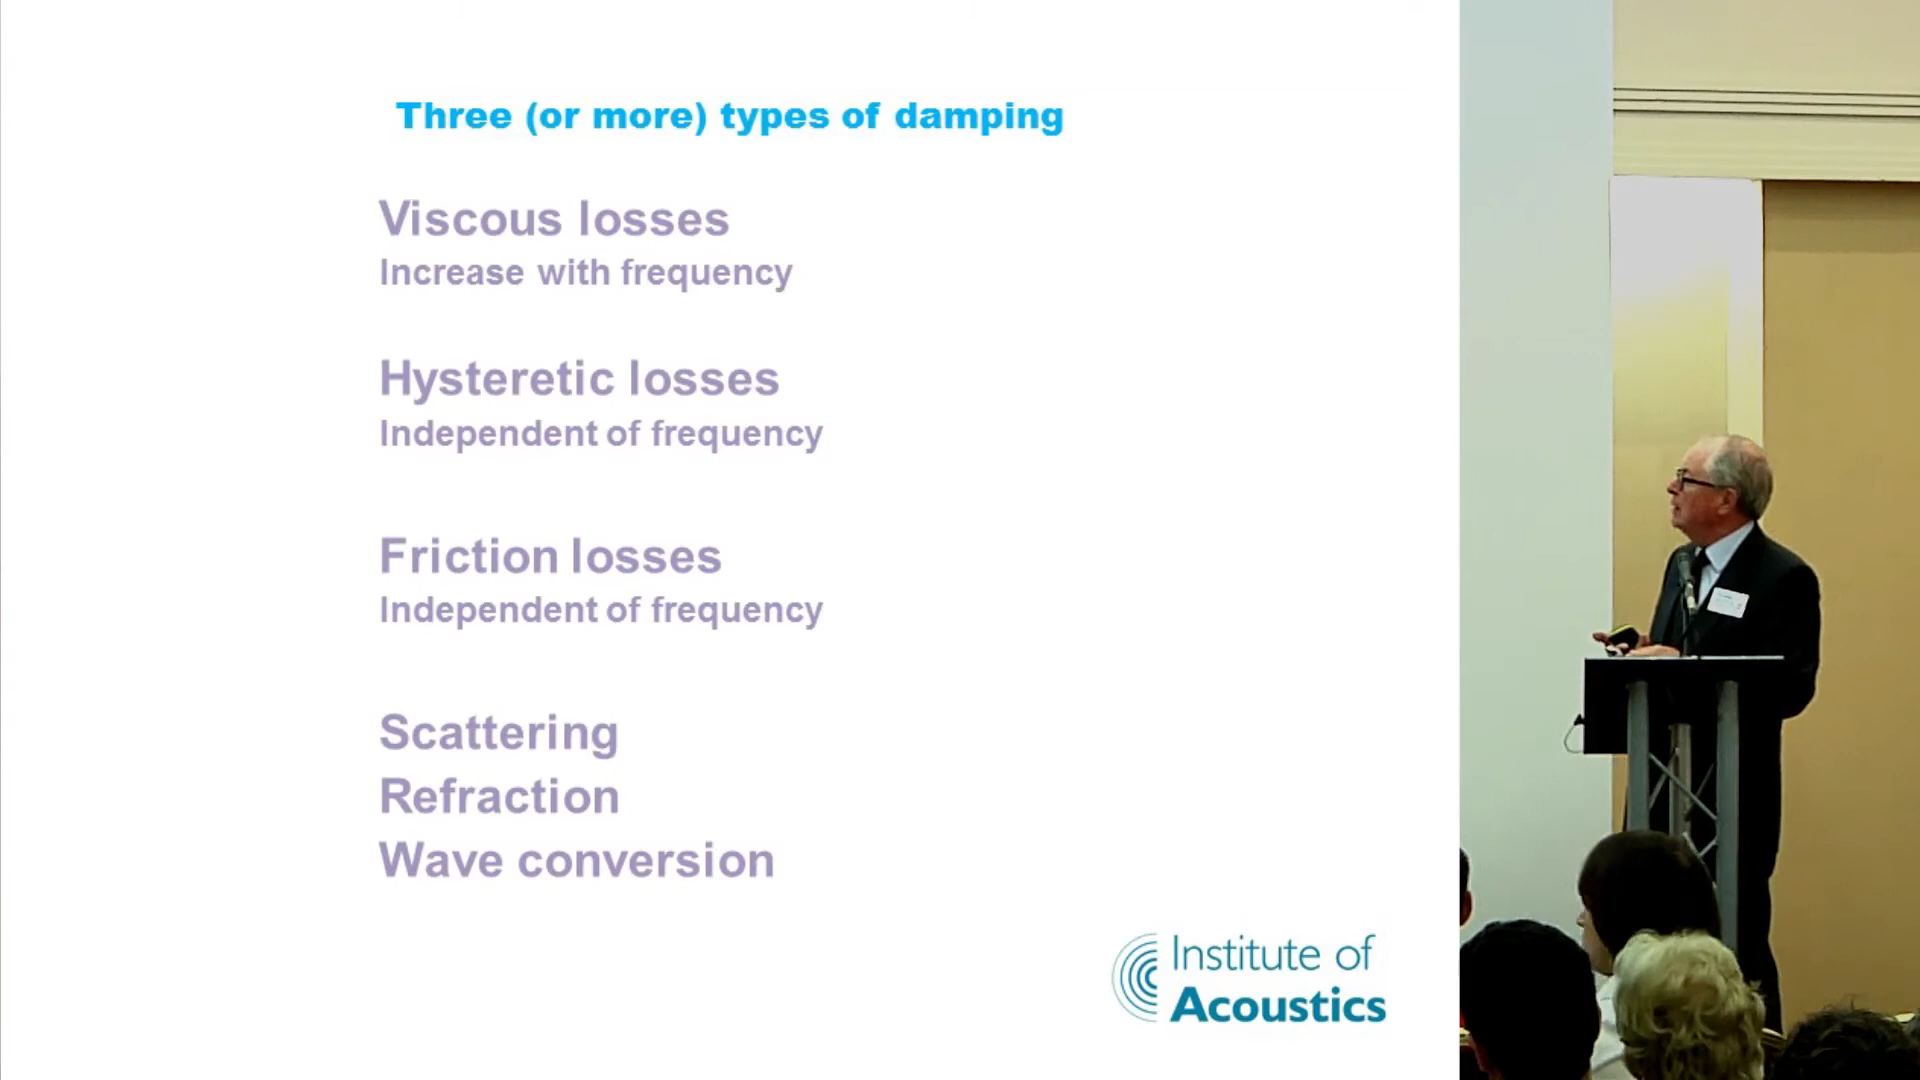 Three (or more) types of damping
Viscous losses
Increase with frequency
Hysteretic losses
Independent of frequency
Friction losses
Independent of frequency
Scattering
Refraction
Wave conversion
Institute of
Acoustics